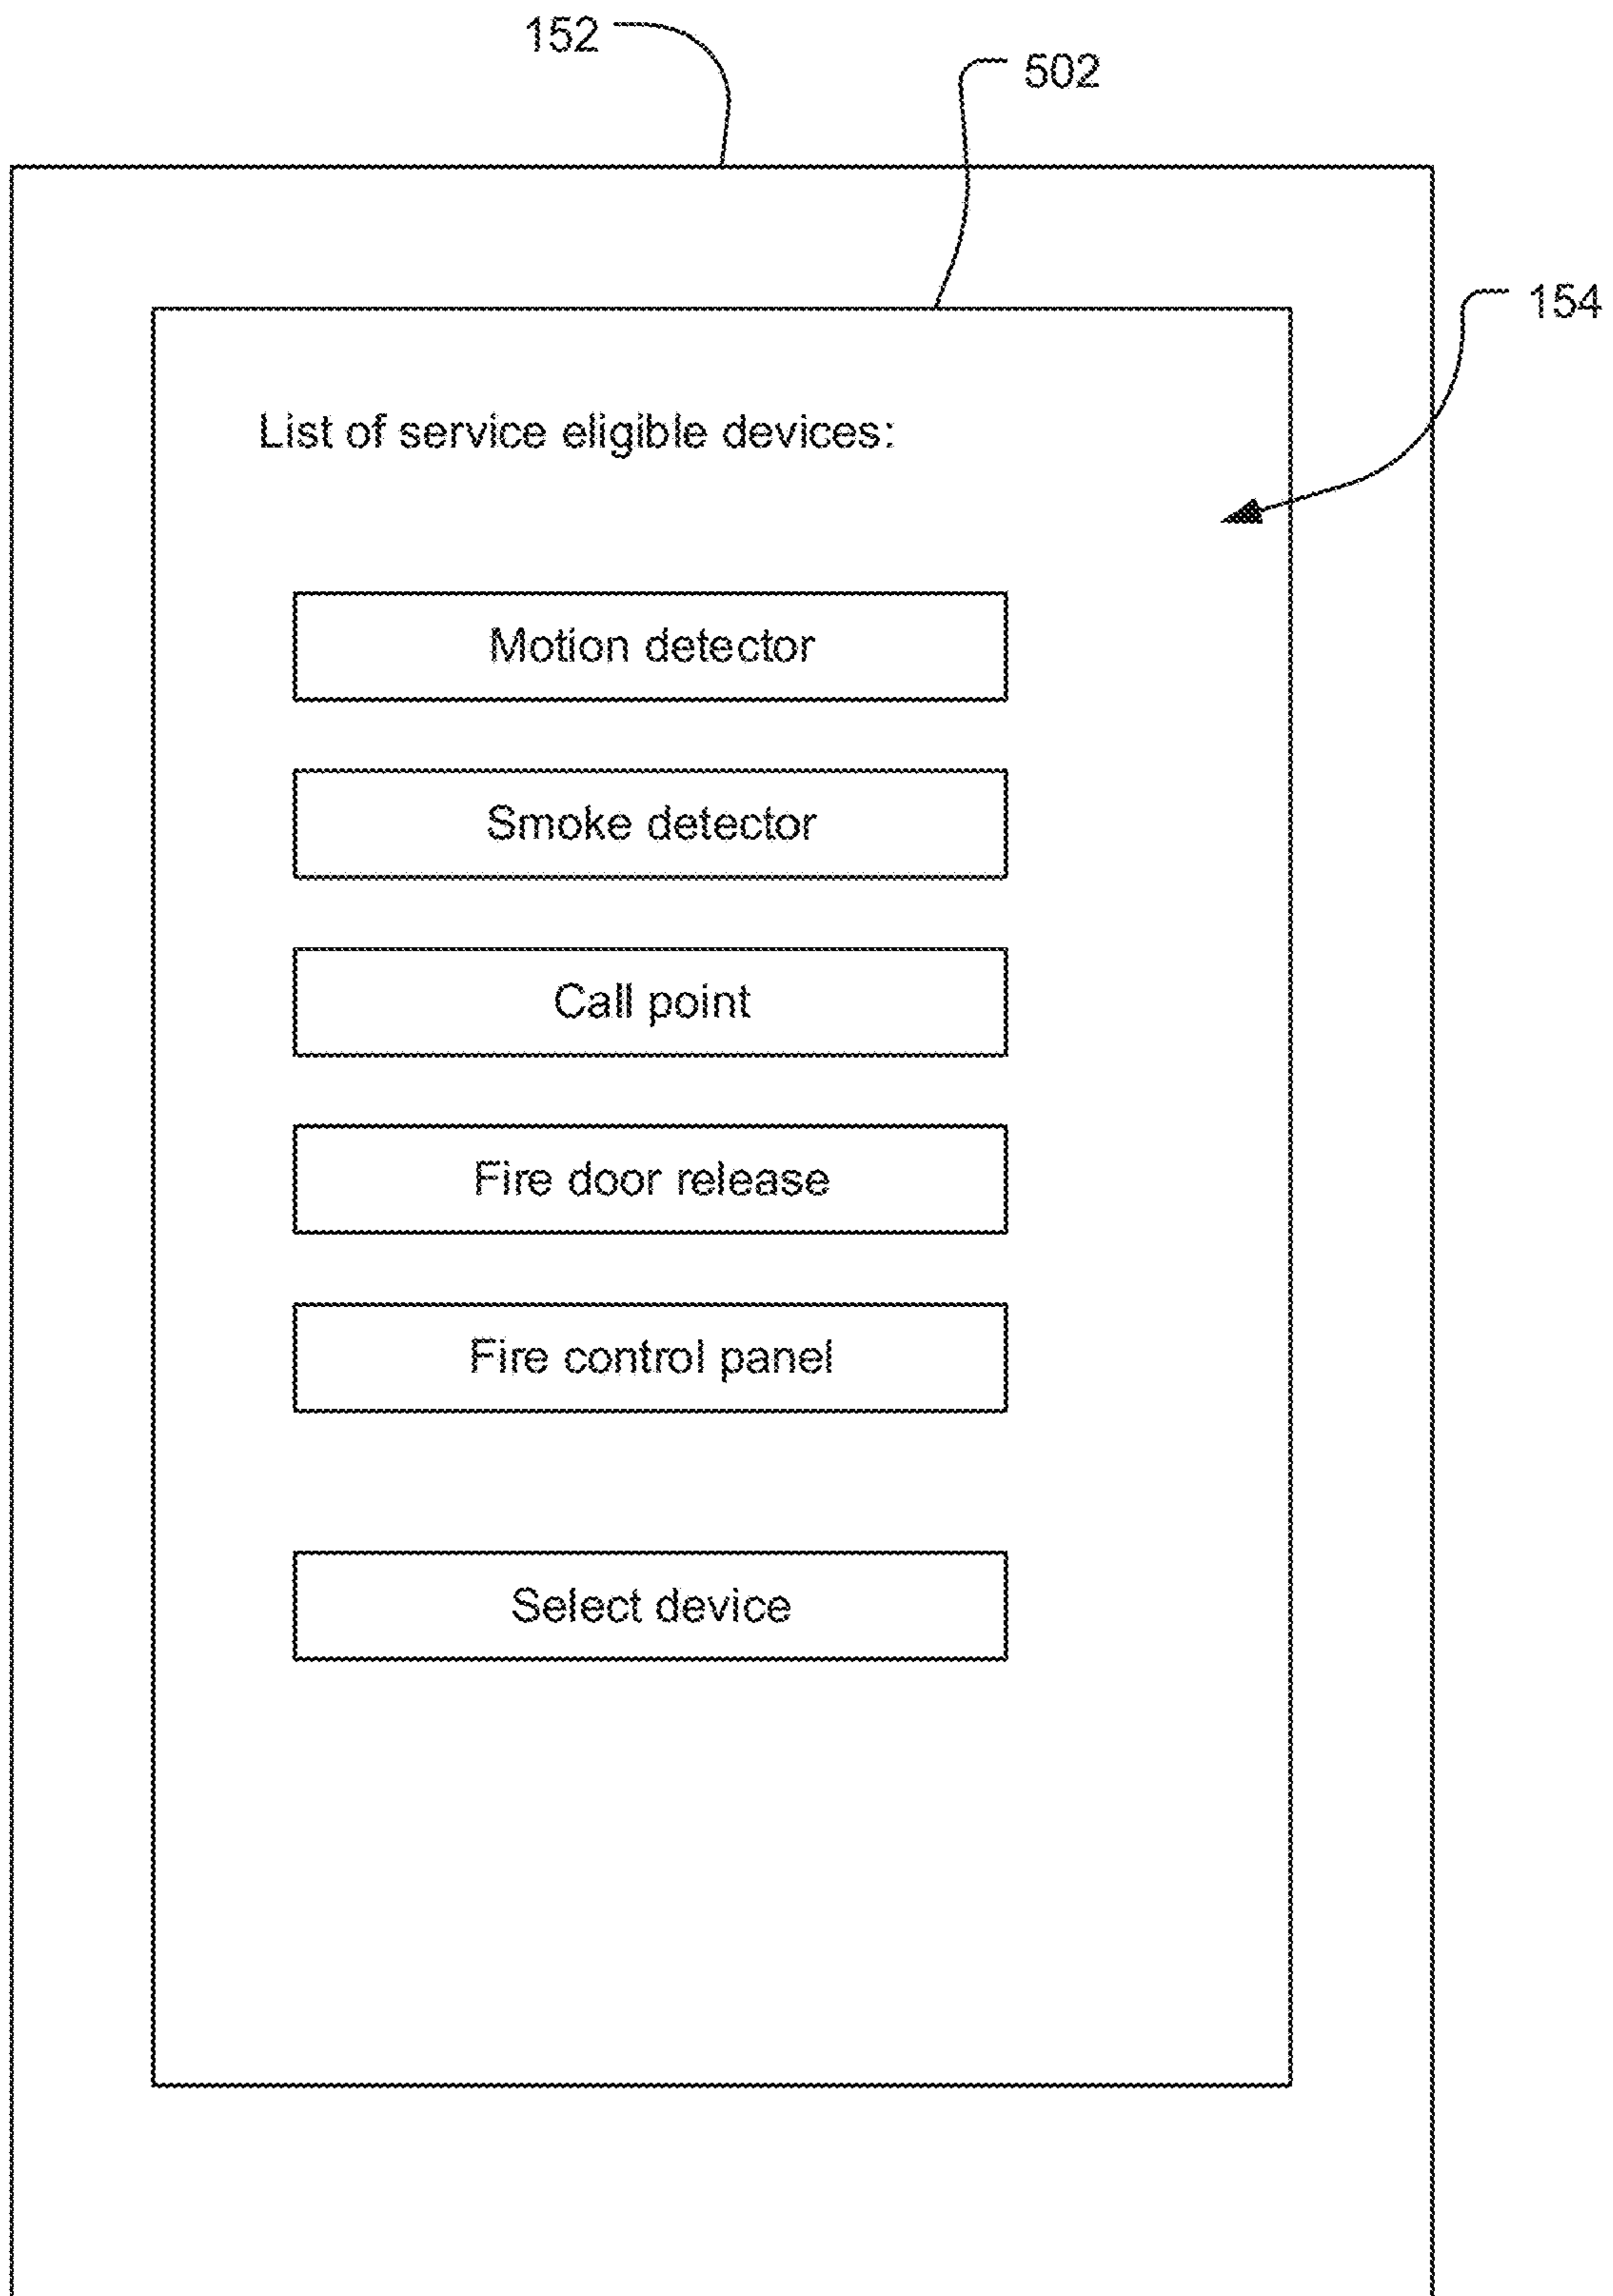 152
502
154
List of service eligible devices:
Motion detector
Smoke detector
Call point
Fire door release
Fire control panel
Select device